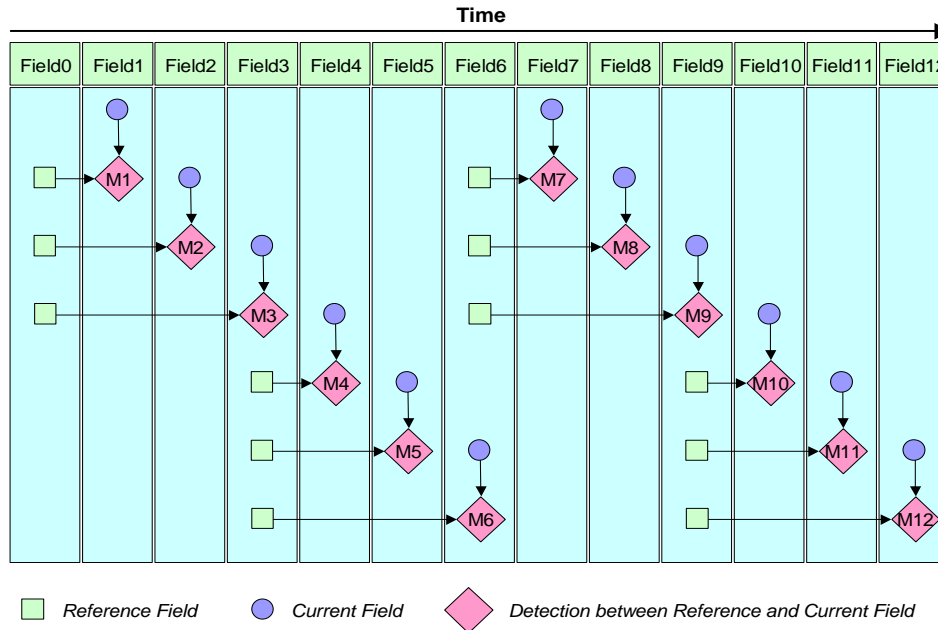 Time
Field0 Field1 Field2 Field3 Field4 Field5 Field6 Field7 Field8 Field9 Field10 Field11 Field12
M1 M7
M2 M8
M3 M9
M4 M10
M5 M11
M6 M12
Reference Field Current Field Detection between Reference and Current Field